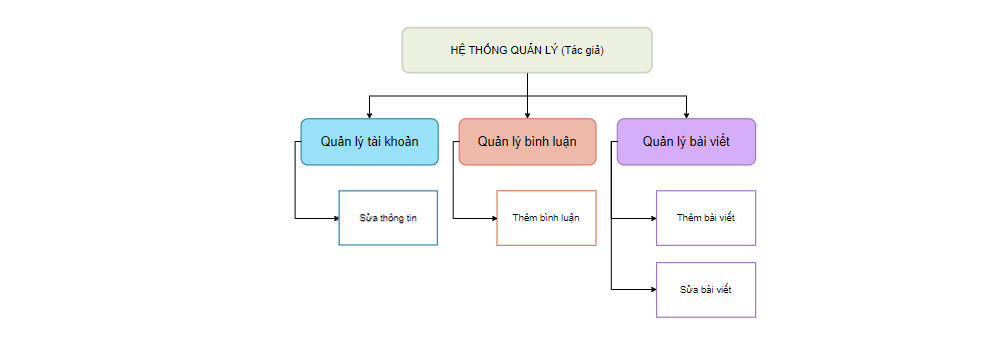 HỆ THỐNG QUẢN LÝ (Tác giả)
Quản lý tài khoản
Quản lý bình luận
Quản lý bài viết
Sửa thông tin
Thêm bình luận
Thêm bài viết
Sửa bài viết